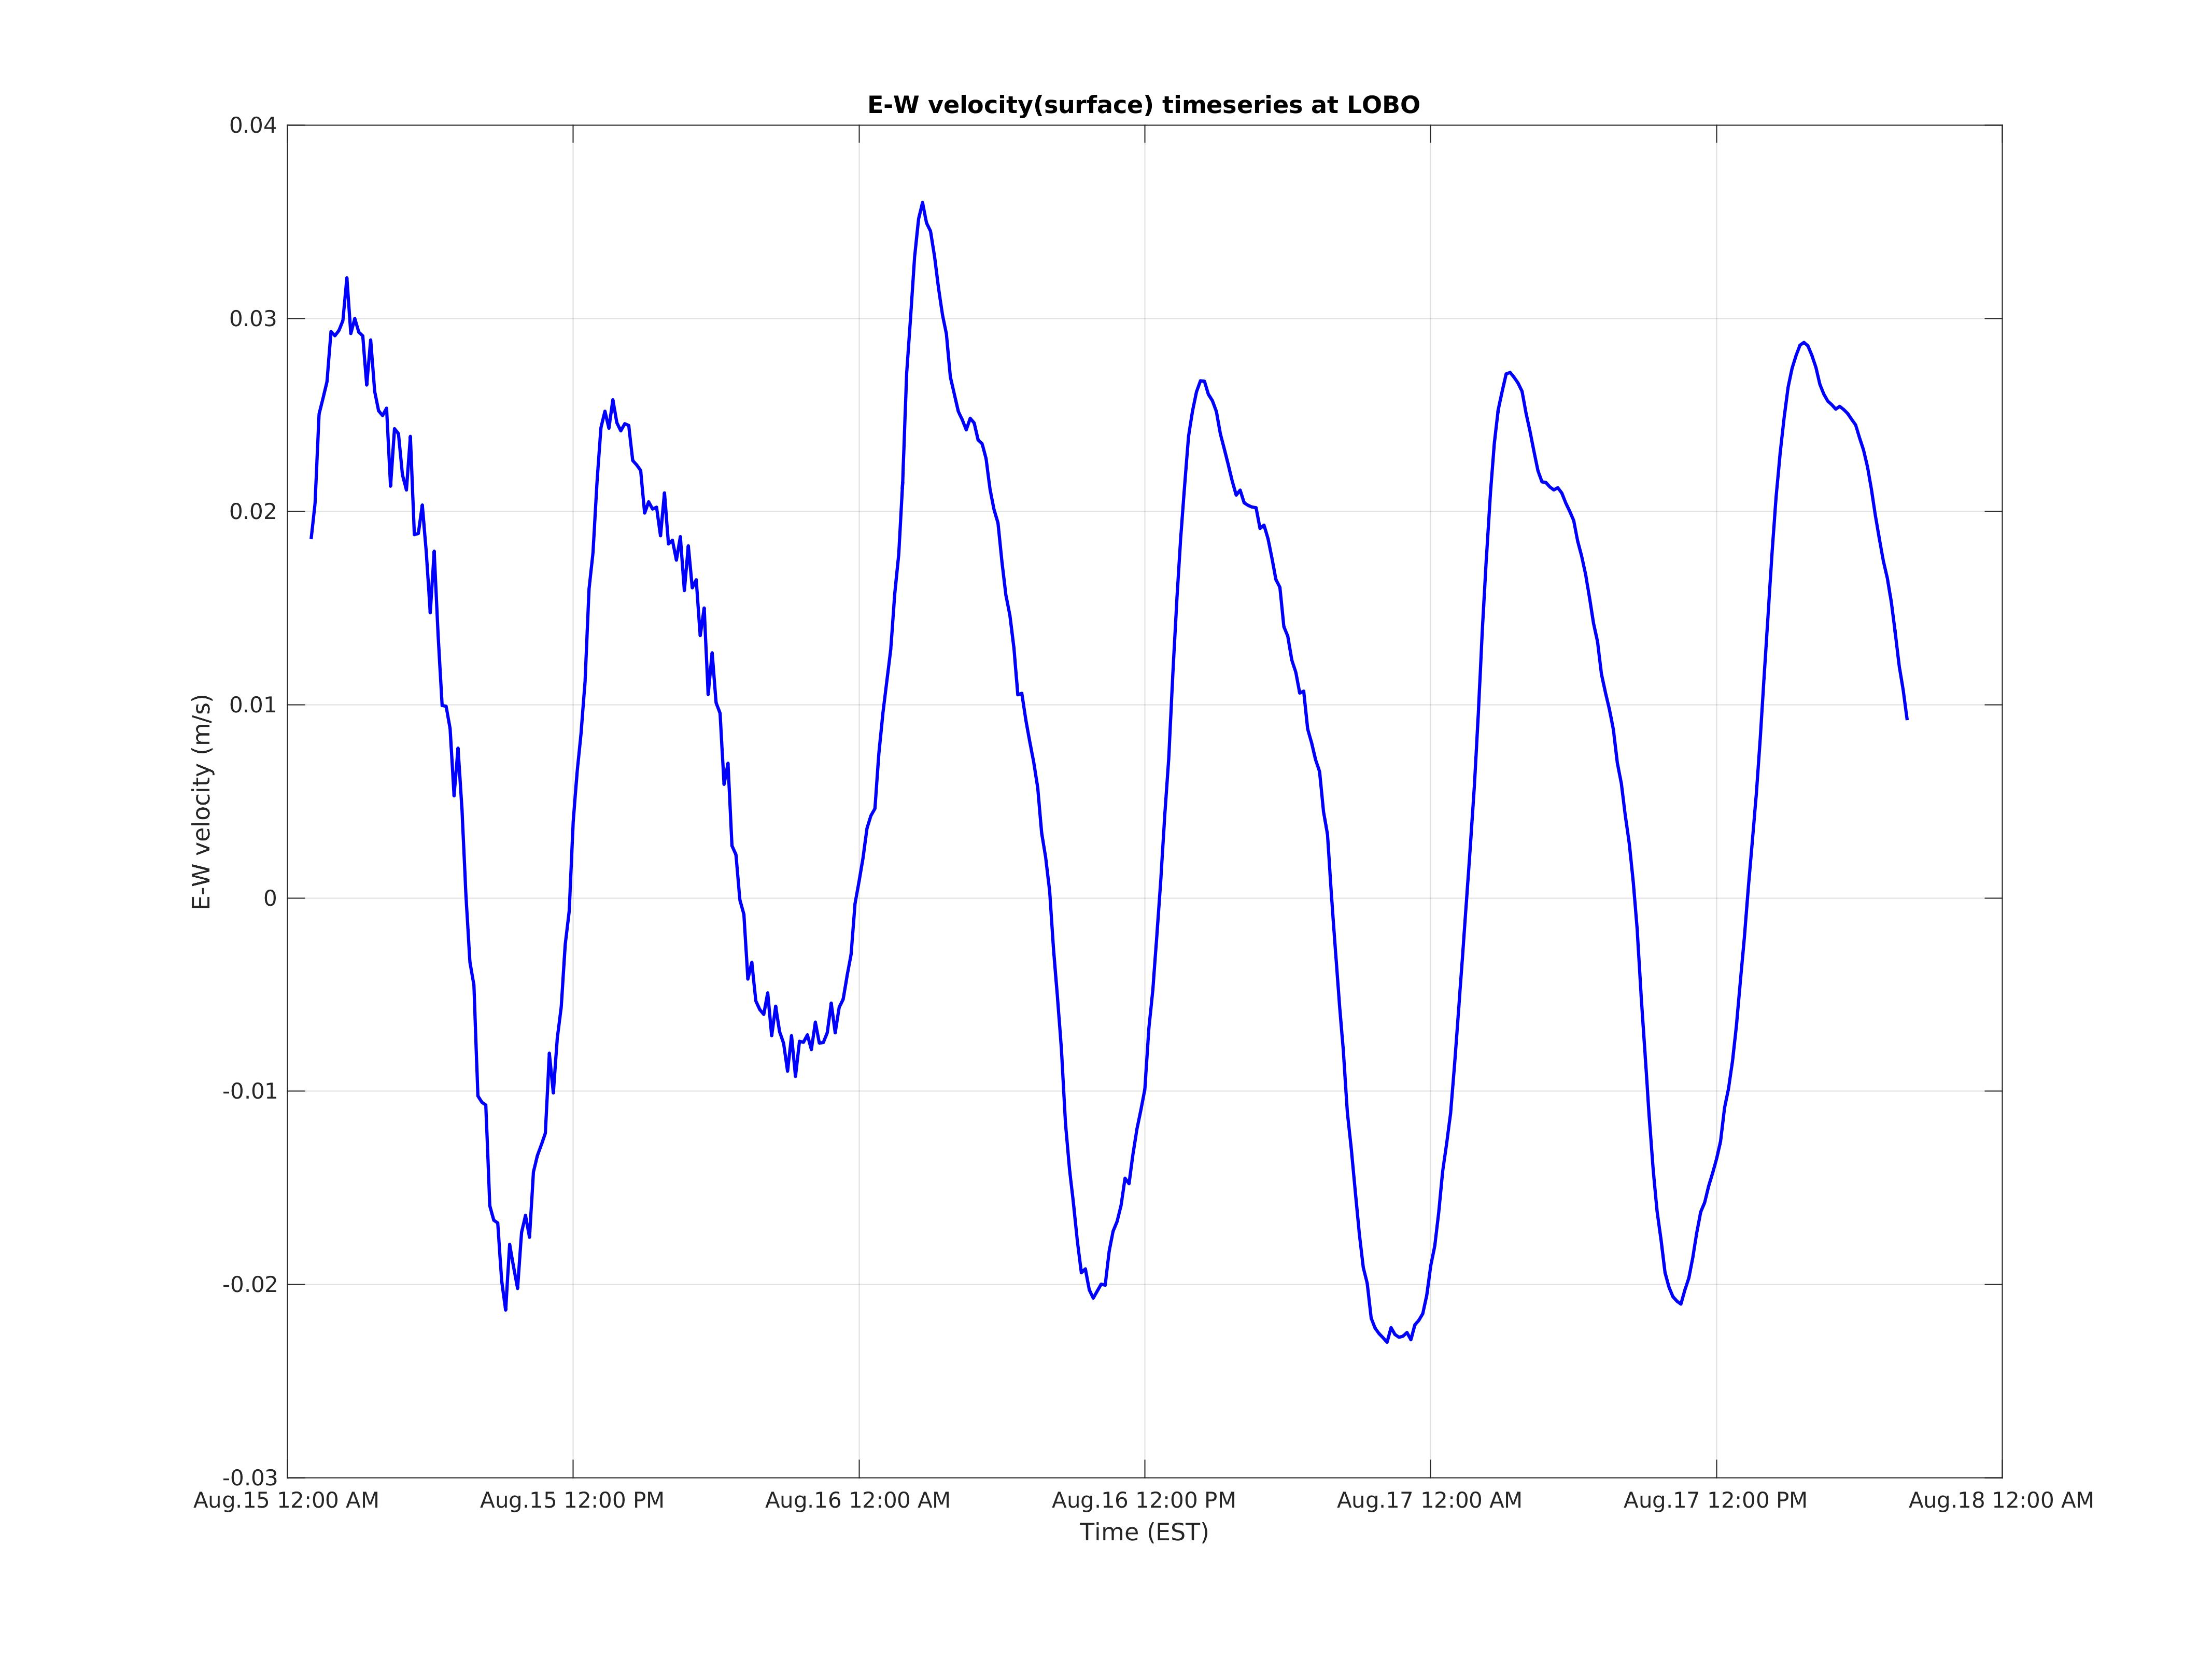 E-W velocity(surface) timeseries at LOBO
0.04
0.03
0.02
0.01
0
-0.01
-0.02
-0.03
E-W velocity (m/s)
Aug.15 12:00 AM Aug.15 12:00 PM Aug.16 12:00 AM Aug.16 12:00 PM Aug.17 12:00 AM Aug.17 12:00 PM Aug.18 12:00 AM
Time (EST)